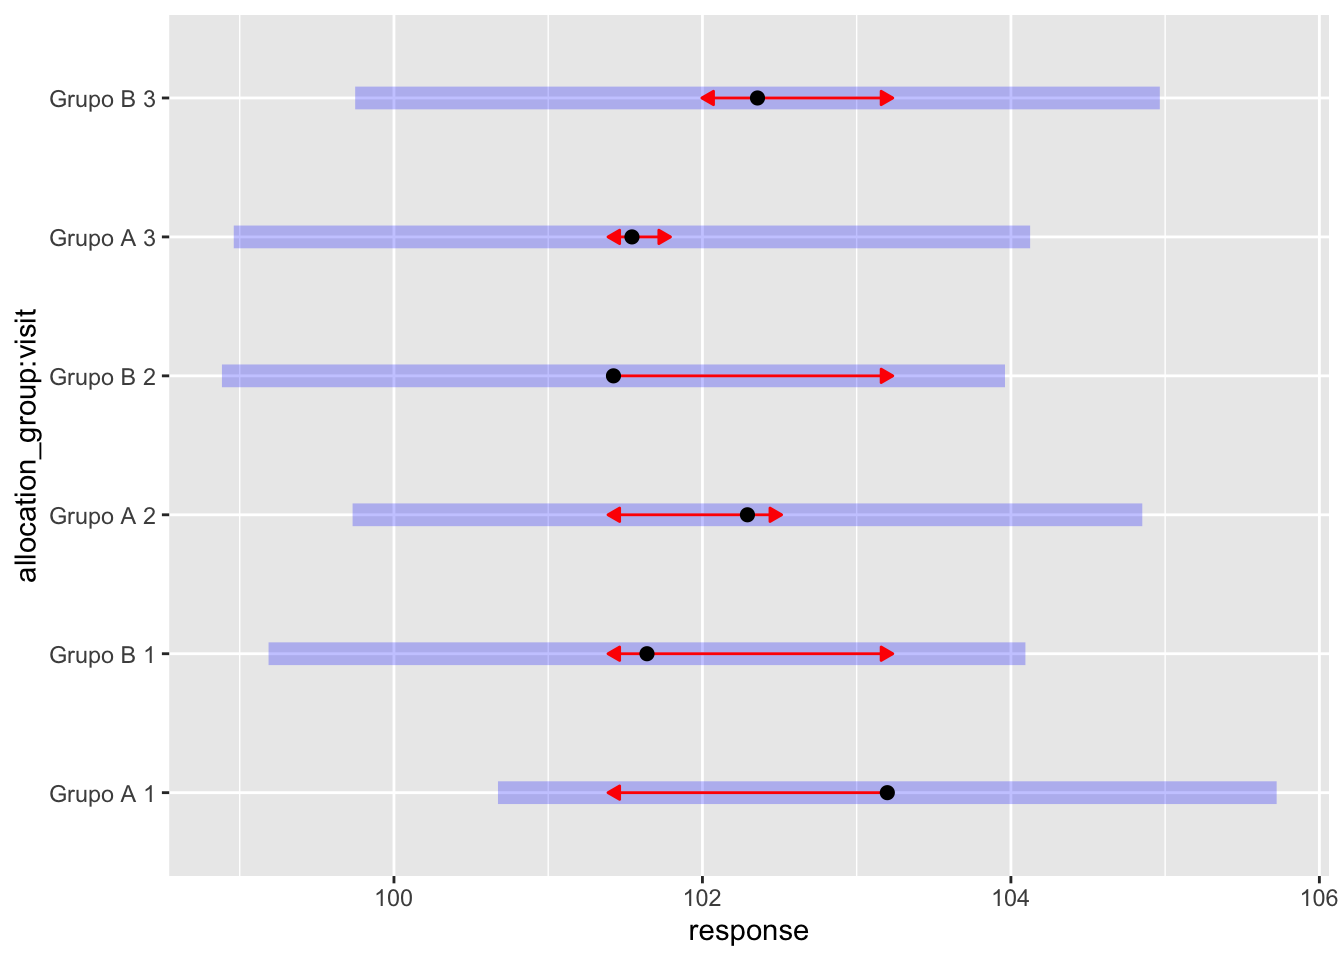 Grupo B 3
Grupo A 3
Grupo B 2
Grupo A 2
Grupo B 1
Grupo A 1
allocation_group:visit
100 102 104 106
response